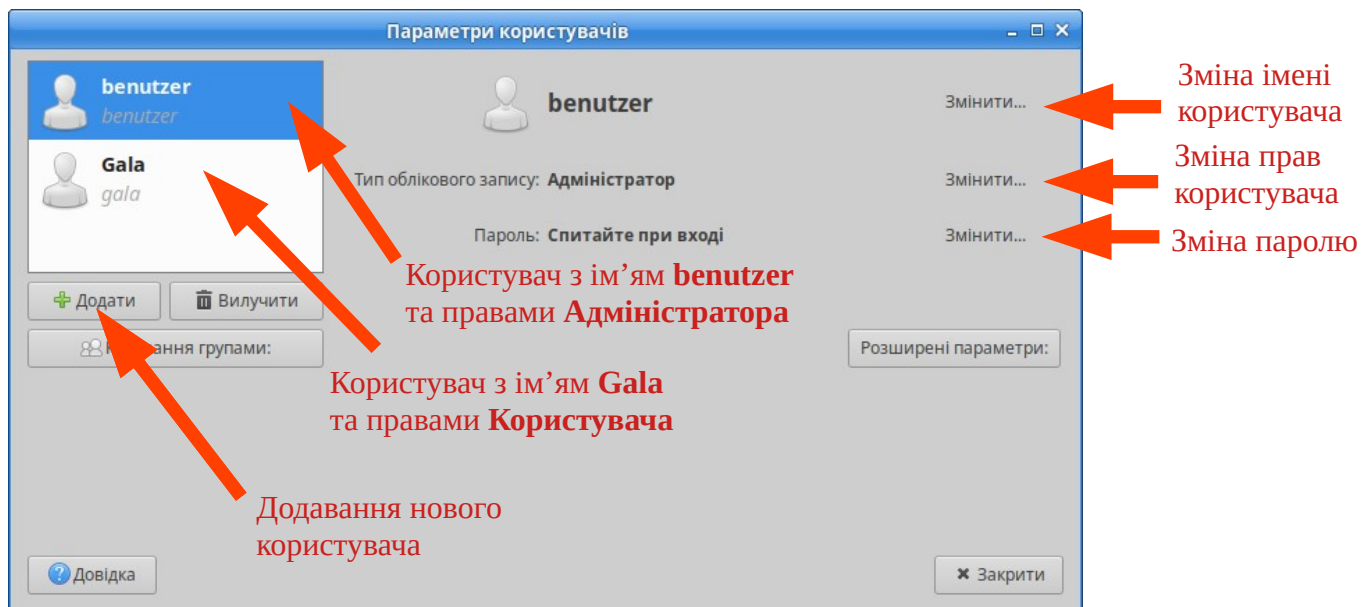 Параметри користувачів
benutzer
benutzer
Gala
gala
Додати
Вилучити
ання групами:
benutzer
Змінити...
Тип облікового запису: Адміністратор
Змінити...
Пароль: Спитайте при вході
Змінити...
Розширені параметри:
Довідка
Закрити
Зміна імені
користувача
Зміна прав
користувача
Зміна паролю
Користувач з ім’ям benutzer
та правами Адміністратора
Користувач з ім’ям Gala
та правами Користувача
Додавання нового
користувача